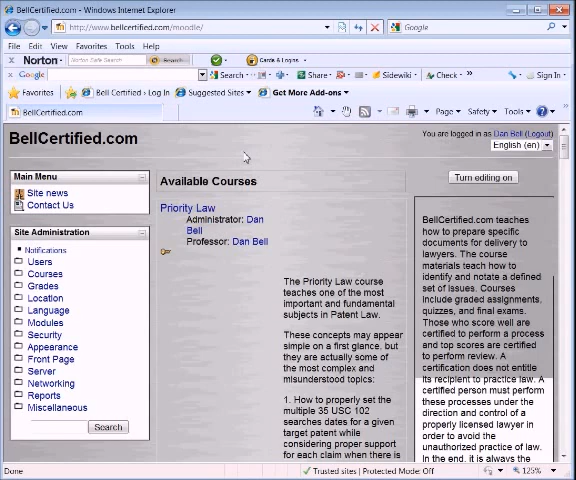 BellCertified.com - Windows Internet Explorer
http://www.bellcertified.com/moodle/
Google
File Edit View Favorites Tools Help
Norton Norton Safe Search Search Cards & Logins
Google Search Share Sidewiki Check Sign In
Favorites Bell Certified > Log In Suggested Sites Get More Add-ons
BellCertified.com Page Safety Tools
BellCertified.com
You are logged in as Dan Bell (Logout)
English (en)
Main Menu
Site news
Contact Us
Site Administration
Notifications
Users
Courses
Grades
Location
Language
Modules
Security
Appearance
Front Page
Server
Networking
Reports
Miscellaneous
Search
Available Courses
Priority Law
Administrator: Dan
Bell
Professor: Dan Bell
The Priority Law course
teaches one of the most
important and fundamental
subjects in Patent Law.
These concepts may appear
simple on a first glance, but
they are actually some of
the most complex and
misunderstood topics:
1. How to properly set the
multiple 35 USC 102
searches dates for a given
target patent while
considering proper support
for each claim when there is
Turn editing on
BellCertified.com teaches
how to prepare specific
documents for delivery to
lawyers. The course
materials teach how to
identify and notate a defined
set of issues. Courses
include graded assignments,
quizzes, and final exams.
Those who score well are
certified to perform a process
and top scores are certified
to perform review. A
certification does not entitle
its recipient to practice law. A
certified person must perform
these processes under the
direction and control of a
properly licensed lawyer in
order to avoid the
unauthorized practice of law.
In the end, it is always the
Done Trusted sites | Protected Mode: Off 125%